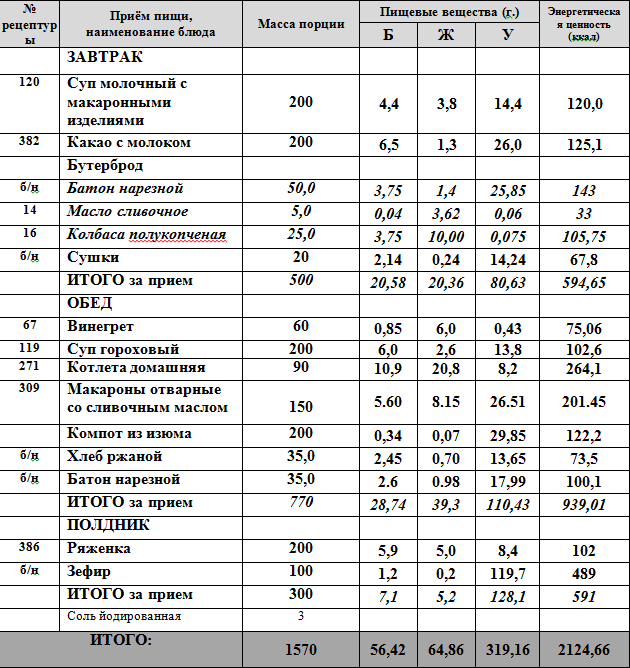 № рецептур ы Приём пищи, наименование блюда Масса порции Пищевые вещества (г.) Энергетическа я ценность (ккал)
Б Ж У
ЗАВТРАК
120 Суп молочный с макаронными изделиями 200 4,4 3,8 14,4 120,0
382 Какао с молоком 200 6,5 1,3 26,0 125,1
Бутерброд
б/н Батон нарезной 50,0 3,75 1,4 25,85 143
14 Масло сливочное 5,0 0,04 3,62 0,06 33
16 Колбаса полукопченая 25,0 3,75 10,00 0,075 105,75
б/н Сушки 20 2,14 0,24 14,24 67,8
ИТОГО за прием 500 20,58 20,36 80,63 594,65
ОБЕД
67 Винегрет 60 0,85 6,0 0,43 75,06
119 Суп гороховый 200 6,0 2,6 13,8 102,6
271 Котлета домашняя 90 10,9 20,8 8,2 264,1
309 Макароны отварные со сливочным маслом 150 5.60 8.15 26.51 201.45
Компот из изюма 200 0,34 0,07 29,85 122,2
б/н Хлеб ржаной 35,0 2,45 0,70 13,65 73,5
б/н Батон нарезной 35,0 2.6 0.98 17,99 100,1
ИТОГО за прием 770 28,74 39,3 110,43 939,01
ПОЛДНИК
386 Ряженка 200 5,9 5,0 8,4 102
б/н Зефир 100 1,2 0,2 119,7 489
ИТОГО за прием 300 7,1 5,2 128,1 591
Соль йодированная 3
ИТОГО: 1570 56,42 64,86 319,16 2124,66